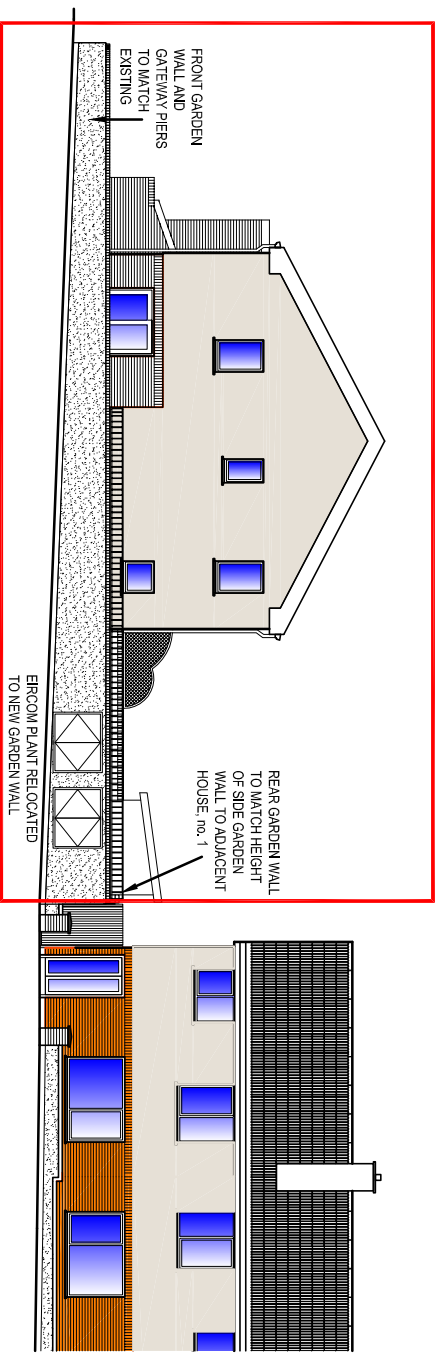 FRONT GARDEN
WALL AND
GATEWAY PIERS
TO MATCH
EXISTING
REAR GARDEN WALL
TO MATCH HEIGHT
OF SIDE GARDEN
WALL TO ADJACENT
HOUSE, no. 1
EIRCOM PLANT RELOCATED
TO NEW GARDEN WALL